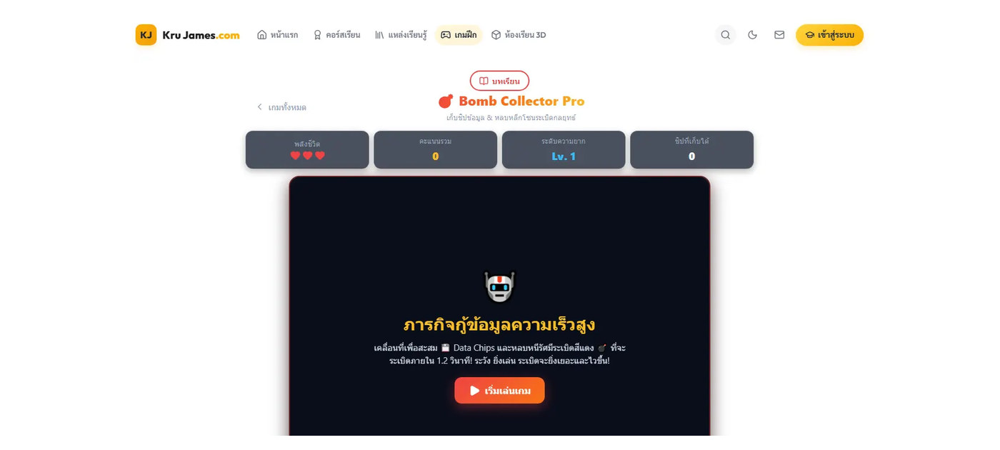 KJ Kru James.com หน้าแรก คอร์สเรียน แหล่งเรียนรู้ เกมฝึก ห้องเรียน 3D เข้าสู่ระบบ
บทเรียน
เกมทั้งหมด
Bomb Collector Pro
เก็บชิปข้อมูล & หลบหลีกโซนระเบิดกลยุทธ์
พลังชีวิต คะแนนรวม ระดับความยาก ชิปที่เก็บได้
0 Lv. 1 0
ภารกิจกู้ข้อมูลความเร็วสูง
เคลื่อนที่เพื่อสะสม 💾 Data Chips และหลบหนีรัศมีระเบิดสีแดง 💣 ที่จะ
ระเบิดภายใน 1.2 วินาที! ระวัง ยิ่งเล่น ระเบิดจะยิ่งเยอะและไวขึ้น!
เริ่มเล่นเกม